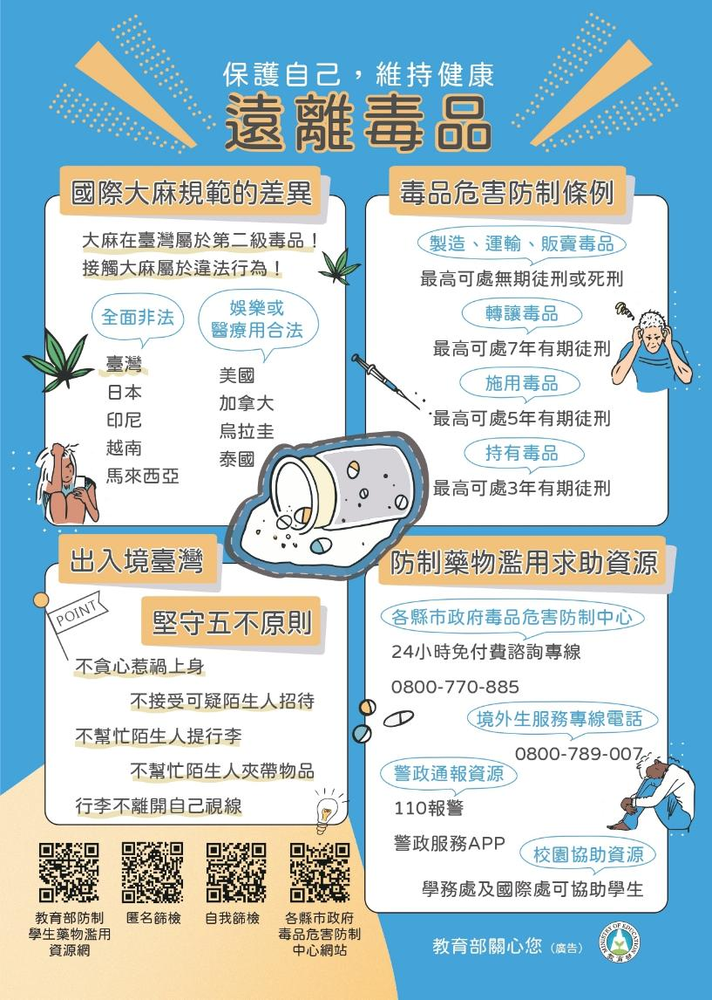 保護自己，維持健康
遠離毒品
國際大麻規範的差異
大麻在臺灣屬於第二級毒品！
接觸大麻屬於違法行為！
全面非法
臺灣
日本
印尼
越南
馬來西亞
娛樂或
醫療用合法
美國
加拿大
烏拉圭
泰國
毒品危害防制條例
製造、運輸、販賣毒品
最高可處無期徒刑或死刑
轉讓毒品
最高可處7年有期徒刑
施用毒品
最高可處5年有期徒刑
持有毒品
最高可處3年有期徒刑
出入境臺灣
堅守五不原則
POINT
不貪心惹禍上身
不接受可疑陌生人招待
不幫忙陌生人提行李
不幫忙陌生人夾帶物品
行李不離開自己視線
防制藥物濫用求助資源
各縣市政府毒品危害防制中心
24小時免付費諮詢專線
0800-770-885
境外生服務專線電話
0800-789-007
警政通報資源
110報警
警政服務APP
校園協助資源
學務處及國際處可協助學生
教育部防制
學生藥物濫用
資源網
匿名篩檢
自我篩檢
各縣市政府
毒品危害防制
中心網站
教育部關心您（廣告）
MINISTRY OF EDUCATION
教育部